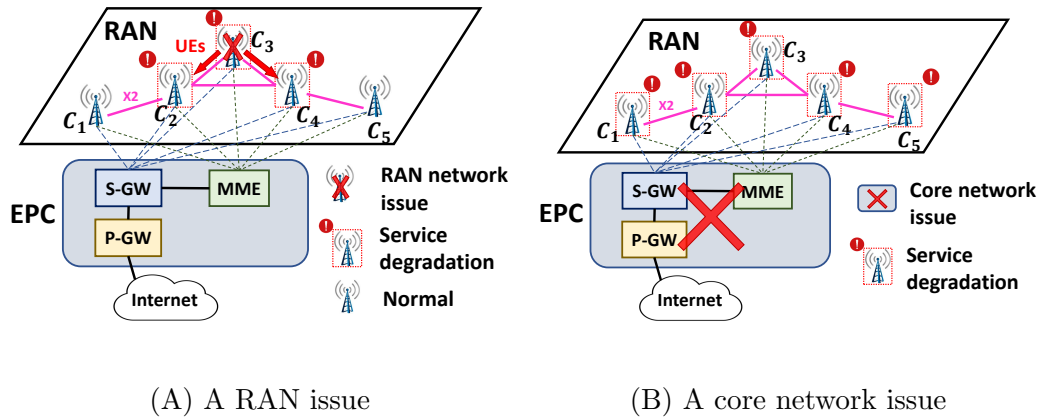 RAN
UEs
C₃
X2
C₁
C₂
C₄
C₅
S-GW
MME
EPC
P-GW
Internet
RAN network
issue
!
Service
degradation
Normal
(A) A RAN issue
RAN
C₃
X2
C₁
C₂
C₄
C₅
S-GW
MME
EPC
P-GW
Internet
Core network
issue
!
Service
degradation
(B) A core network issue